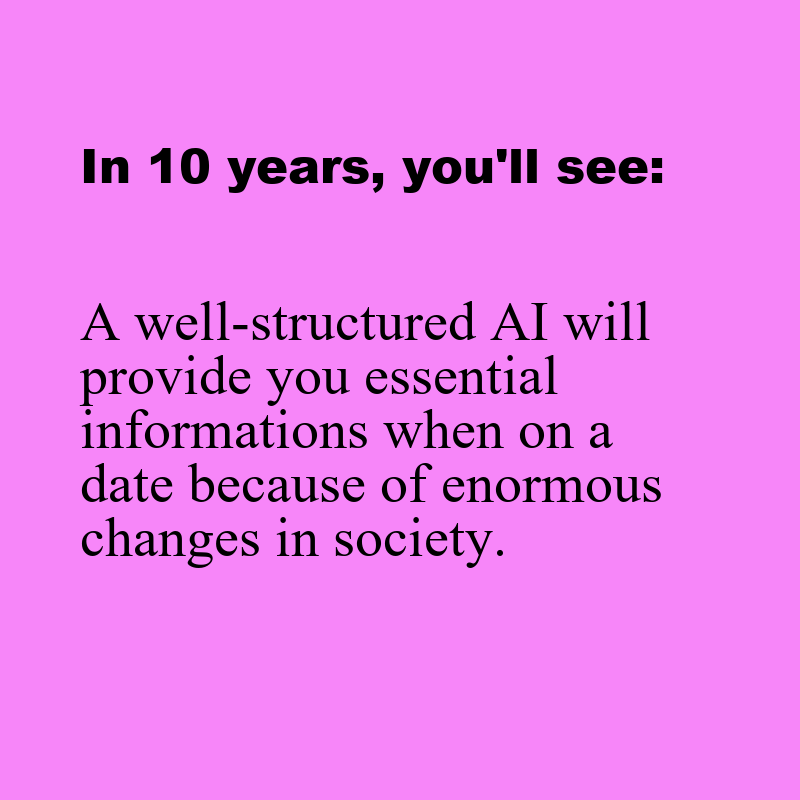 In 10 years, you'll see:
A well-structured AI will
provide you essential
informations when on a
date because of enormous
changes in society.